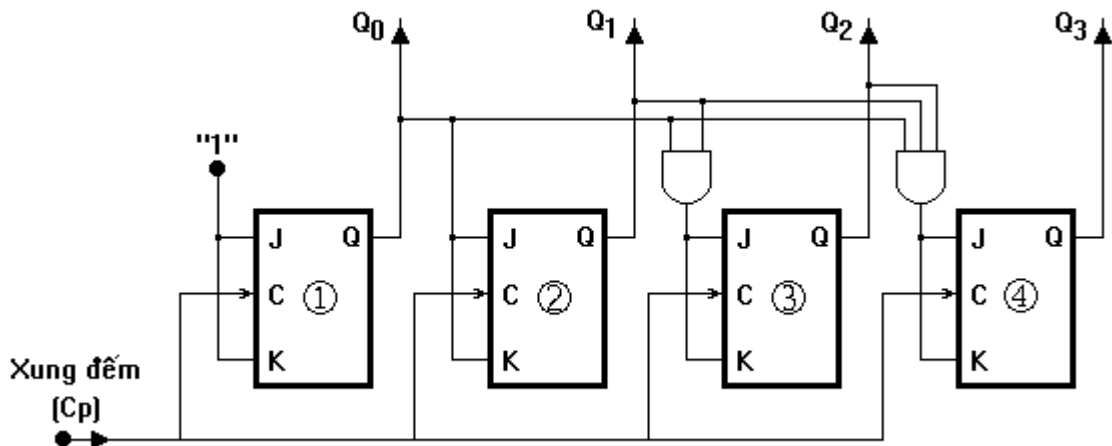 Q0
Q1
Q2
Q3
"1"
J Q
J Q
J Q
J Q
C ①
C ②
C ③
C ④
K
K
K
K
Xung đếm
(Cp)